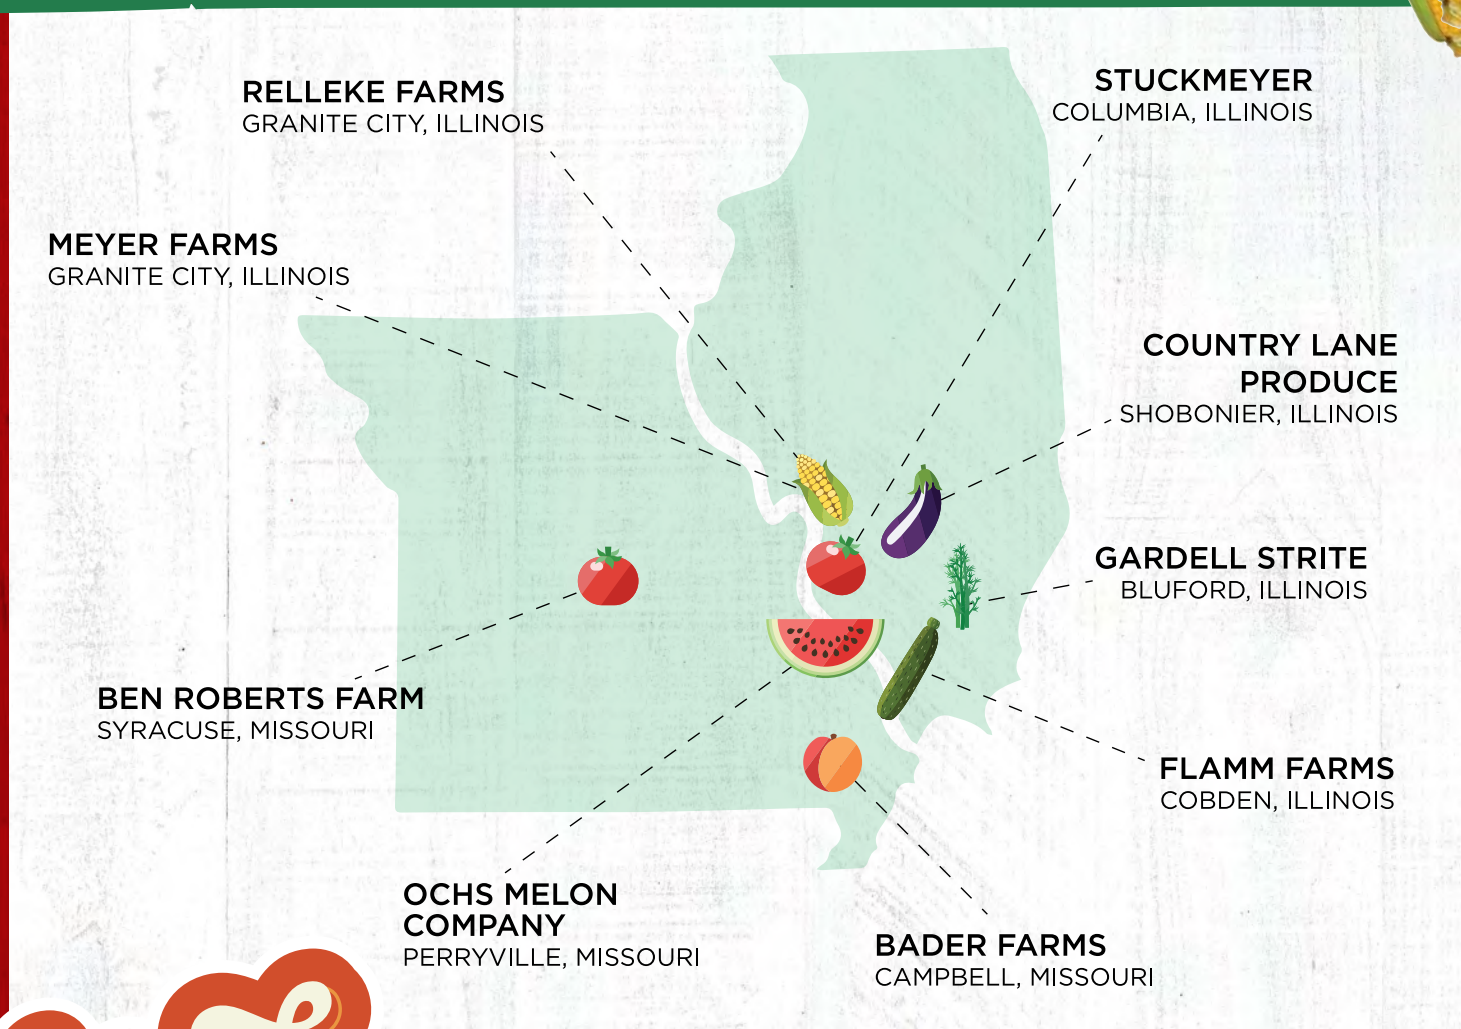 RELLEKE FARMS
GRANITE CITY, ILLINOIS
STUCKMEYER
COLUMBIA, ILLINOIS
MEYER FARMS
GRANITE CITY, ILLINOIS
COUNTRY LANE
PRODUCE
SHOBONIER, ILLINOIS
GARDELL STRITE
BLUFORD, ILLINOIS
BEN ROBERTS FARM
SYRACUSE, MISSOURI
FLAMM FARMS
COBDEN, ILLINOIS
OCHS MELON
COMPANY
PERRYVILLE, MISSOURI
BADER FARMS
CAMPBELL, MISSOURI